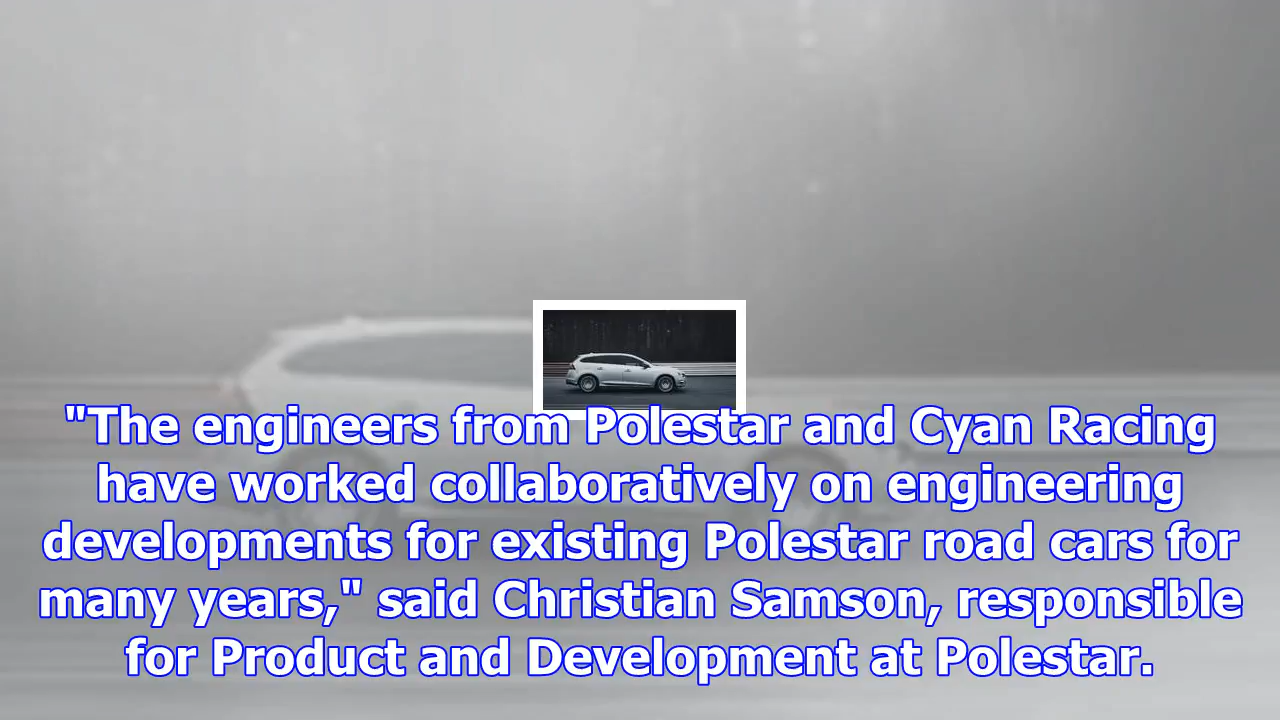 "The engineers from Polestar and Cyan Racing
have worked collaboratively on engineering
developments for existing Polestar road cars for
many years," said Christian Samson, responsible
for Product and Development at Polestar.